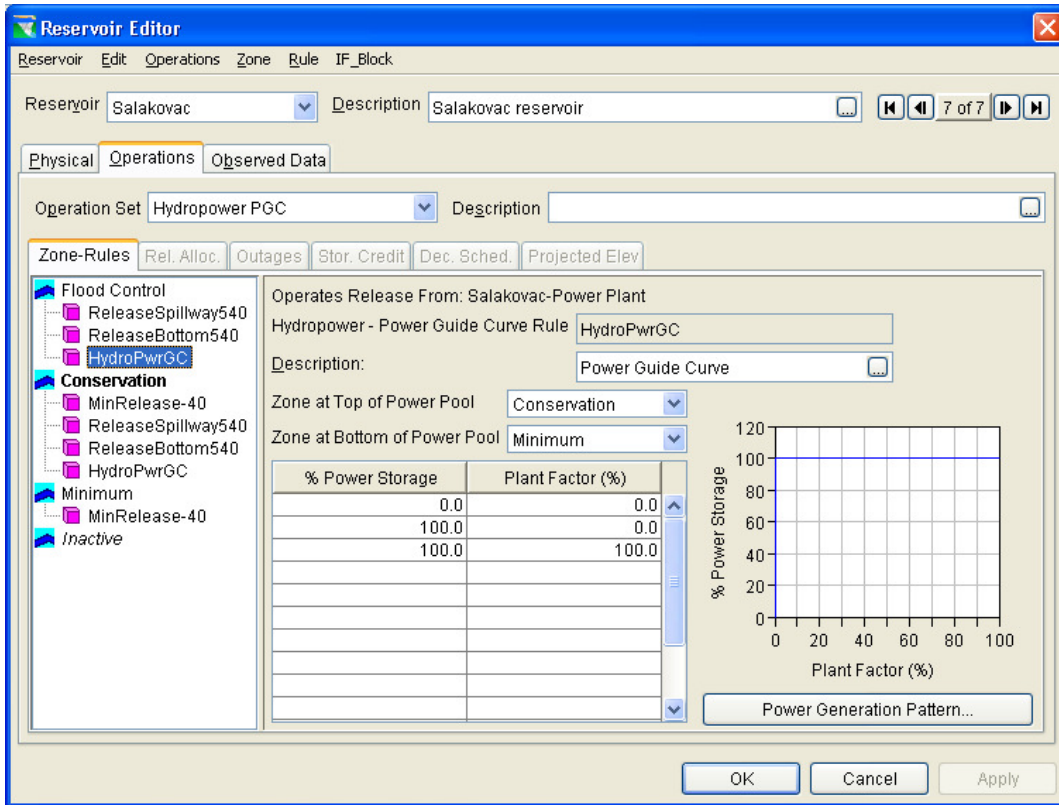 Reservoir Editor
Reservoir Edit Operations Zone Rule IF_Block
Reservoir Salakovac Description Salakovac reservoir ... 7 of 7
Physical Operations Observed Data
Operation Set Hydropower PGC Description ...
Zone-Rules Rel. Alloc. Outages Stor. Credit Dec. Sched. Projected Elev
Flood Control
ReleaseSpillway540
ReleaseBottom540
HydroPwrGC
Conservation
MinRelease-40
ReleaseSpillway540
ReleaseBottom540
HydroPwrGC
Minimum
MinRelease-40
Inactive
Operates Release From: Salakovac-Power Plant
Hydropower - Power Guide Curve Rule HydroPwrGC
Description: Power Guide Curve ...
Zone at Top of Power Pool Conservation
Zone at Bottom of Power Pool Minimum
% Power Storage Plant Factor (%)
0.0 0.0
100.0 0.0
100.0 100.0
% Power Storage
120
100
80
60
40
20
0
0 20 40 60 80 100
Plant Factor (%)
Power Generation Pattern...
OK Cancel Apply